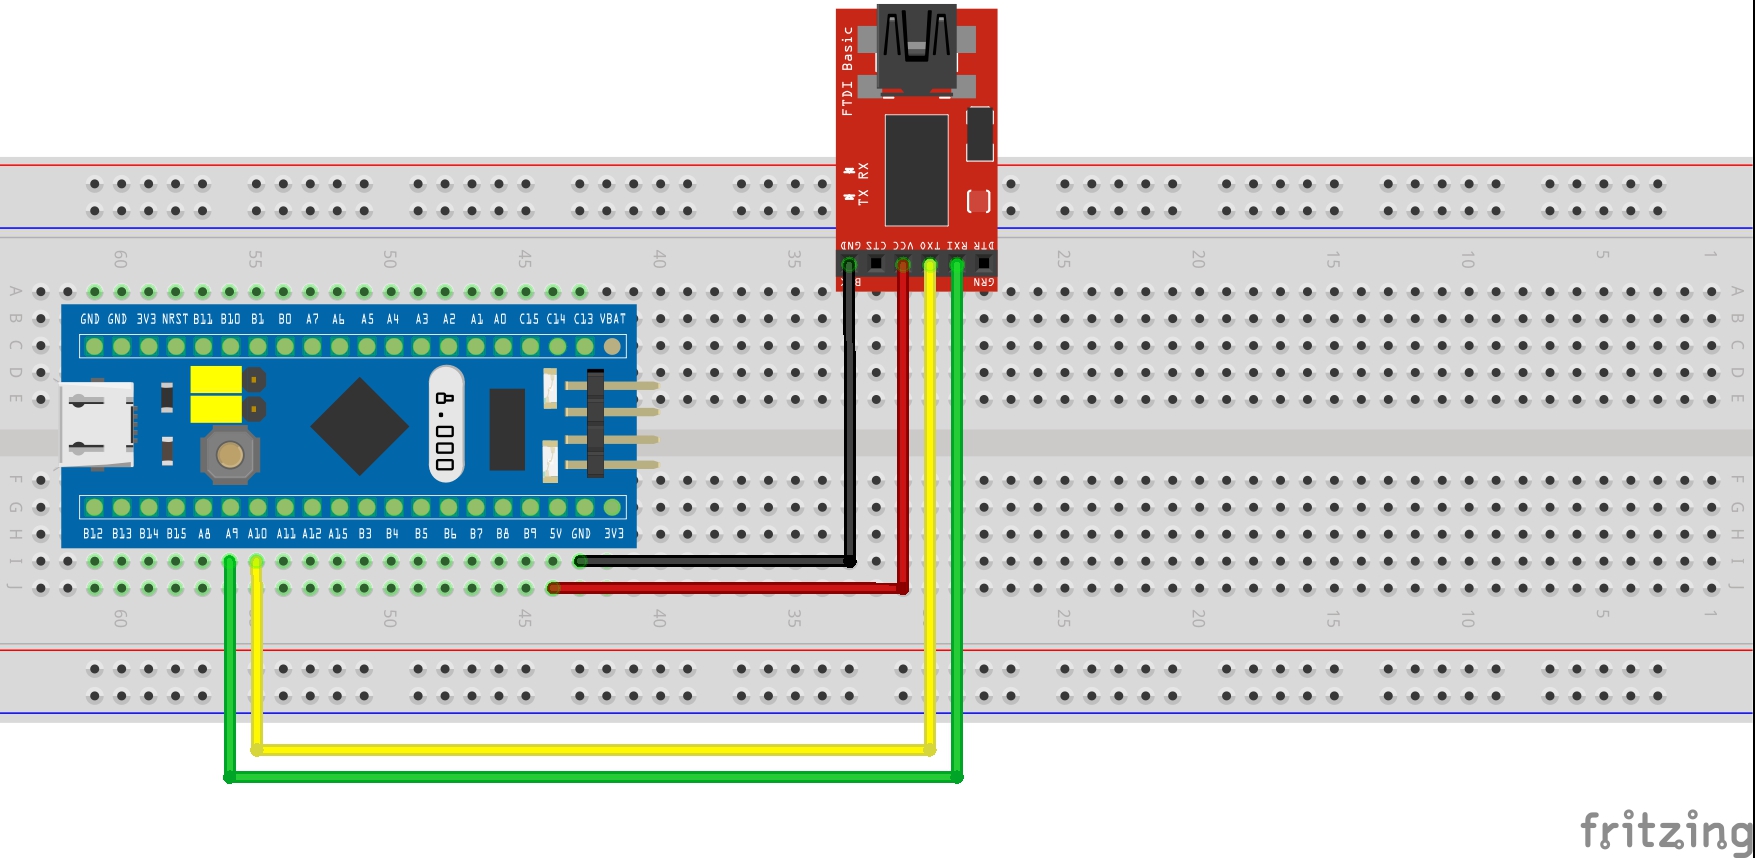 FTDI Basic
TX RX
GND CTS VCC TXO RXI DTR
GRN
60 55 50 45 40 35 25 20 15 10 5 1
A A
B B
C C
D D
E E
GND GND 3V3 NRST B11 B10 B1 B0 A7 A6 A5 A4 A3 A2 A1 A0 C15 C14 C13 VBAT
8.000
B12 B13 B14 B15 A8 A9 A10 A11 A12 A15 B3 B4 B5 B6 B7 B8 B9 5V GND 3V3
F F
G G
H H
I I
J J
60 50 45 40 35 25 20 15 10 5 1
fritzing